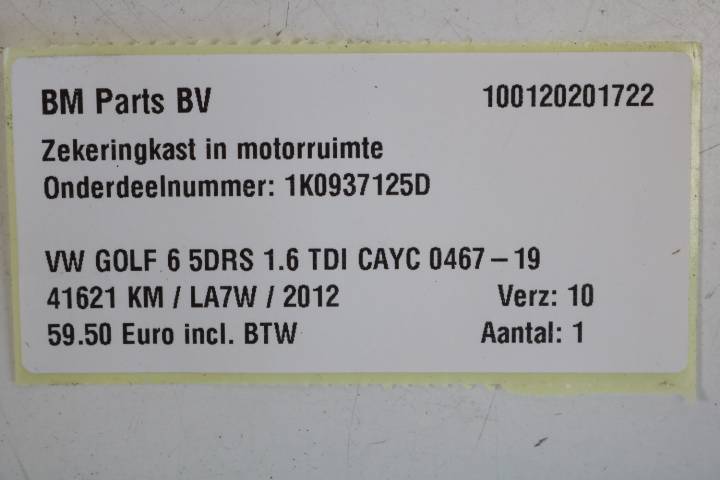 BM Parts BV 100120201722
Zekeringkast in motorruimte
Onderdeelnummer: 1K0937125D
VW GOLF 6 5DRS 1.6 TDI CAYC 0467 – 19
41621 KM / LA7W / 2012 Verz: 10
59.50 Euro incl. BTW Aantal: 1